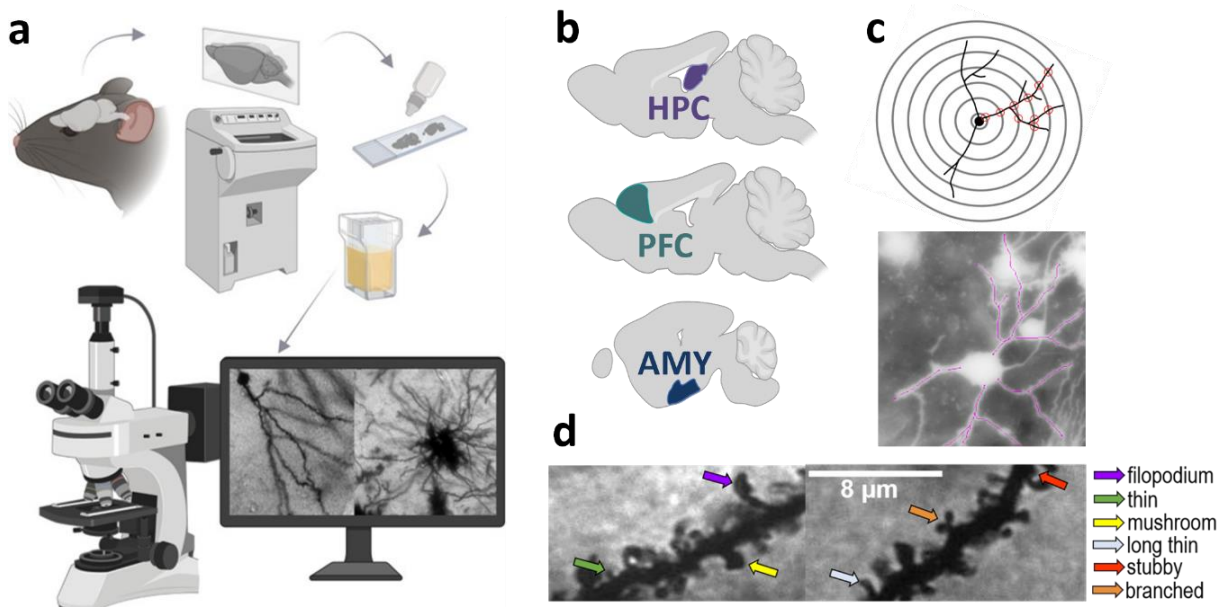 a
b
c
HPC
PFC
AMY
d
8 µm
filopodium
thin
mushroom
long thin
stubby
branched